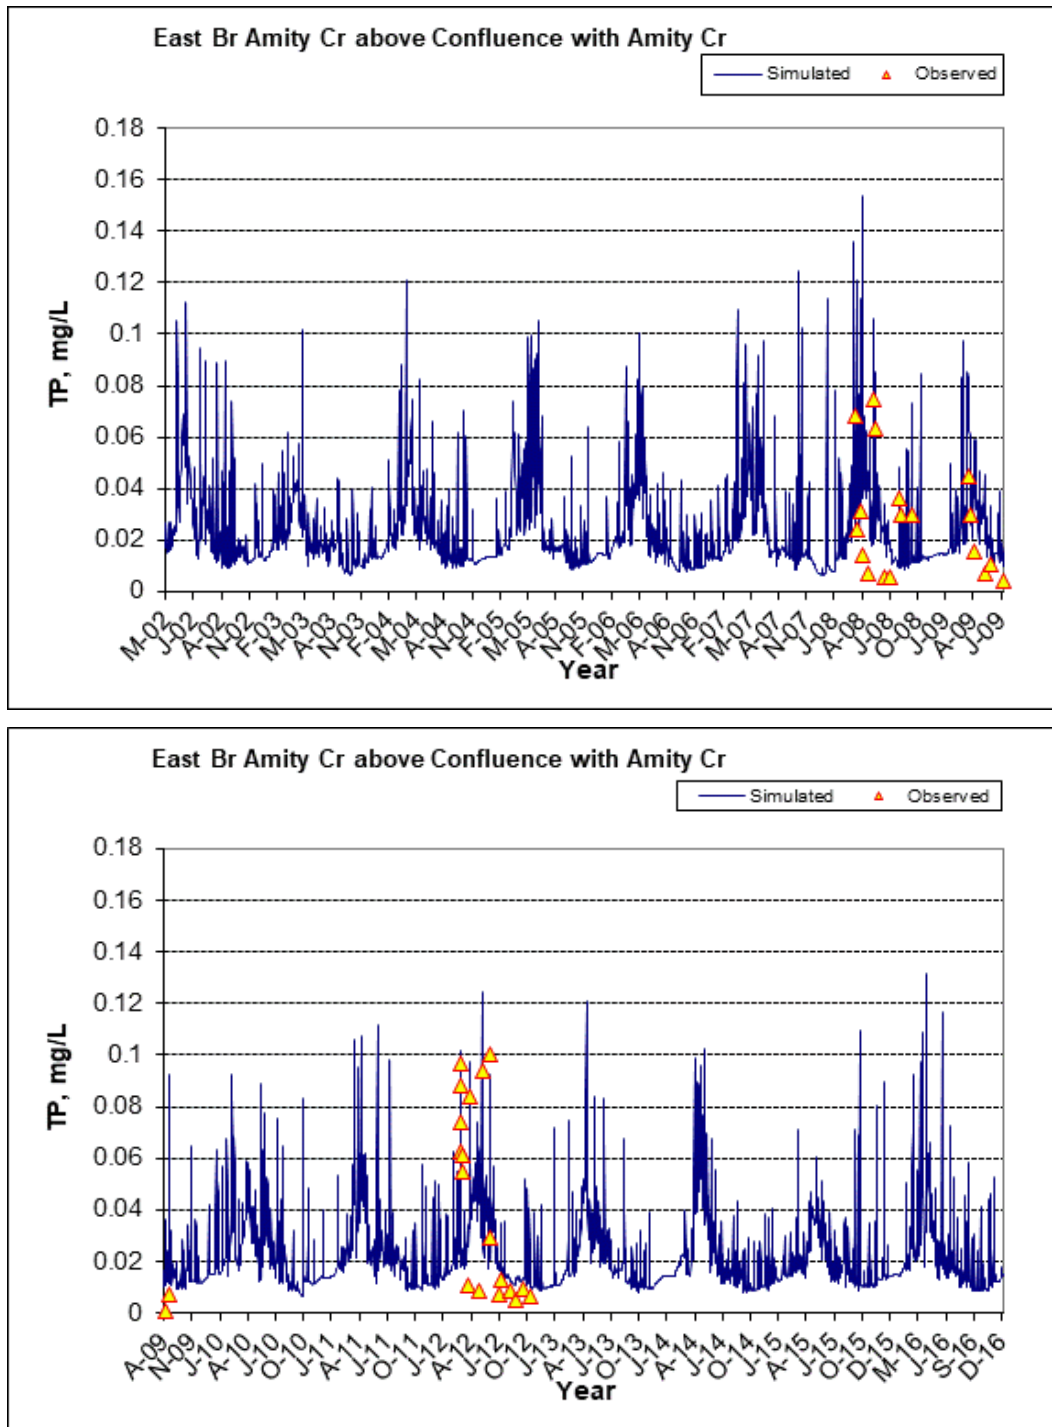 East Br Amity Cr above Confluence with Amity Cr
Simulated Observed
0.18
0.16
0.14
0.12
0.1
0.08
0.06
0.04
0.02
0
TP, mg/L
M-02 J-02 A-02 N-02 F-03 M-03 A-03 N-03 F-04 M-04 A-04 N-04 F-05 M-05 A-05 N-05 F-06 M-06 A-06 N-06 F-07 M-07 A-07 N-07 J-08 A-08 J-08 O-08 J-09 A-09 J-09
Year
East Br Amity Cr above Confluence with Amity Cr
Simulated Observed
0.18
0.16
0.14
0.12
0.1
0.08
0.06
0.04
0.02
0
TP, mg/L
A-09 N-09 J-10 A-10 J-10 O-10 J-11 A-11 J-11 O-11 J-12 A-12 J-12 O-12 J-13 A-13 J-13 O-13 J-14 A-14 J-14 O-14 J-15 A-15 J-15 O-15 D-15 M-16 J-16 S-16 D-16
Year